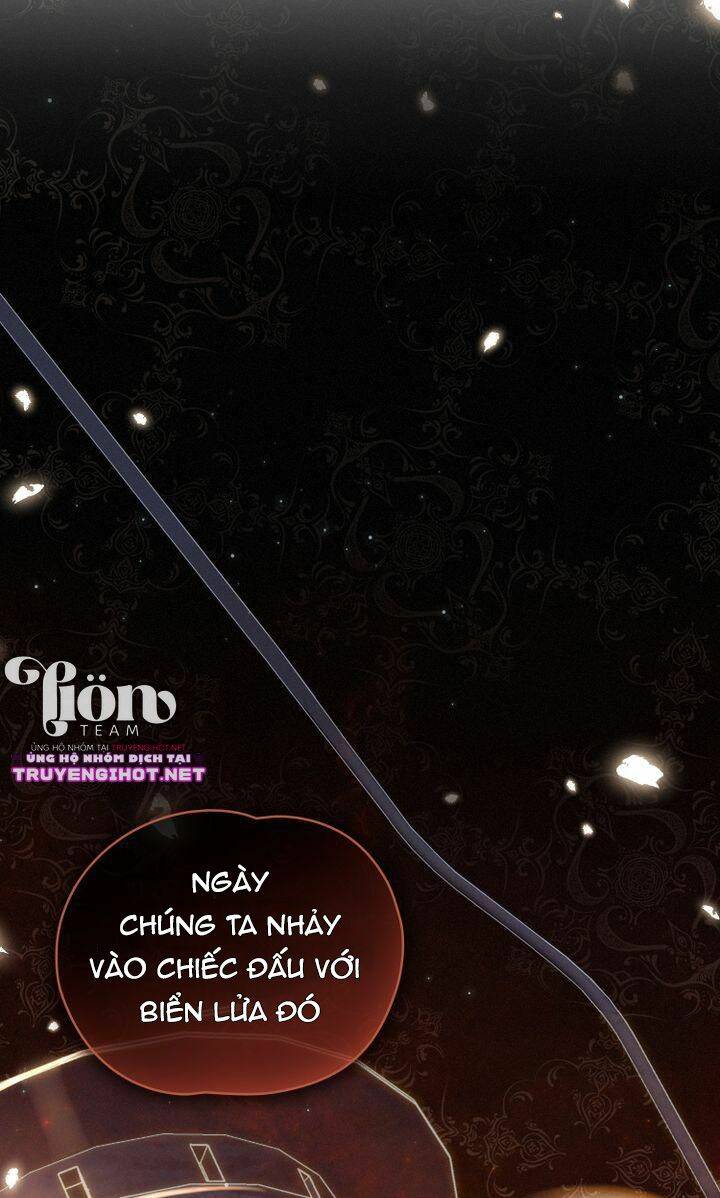 Liön
TEAM
ỦNG HỘ NHÓM TẠI TRUYENGIHOT.NET
ỦNG HỘ NHÓM DỊCH TẠI
TRUYENGIHOT.NET
NGÀY
CHÚNG TA NHẢY
VÀO CHIẾC ĐẤU VỚI
BIỂN LỬA ĐÓ